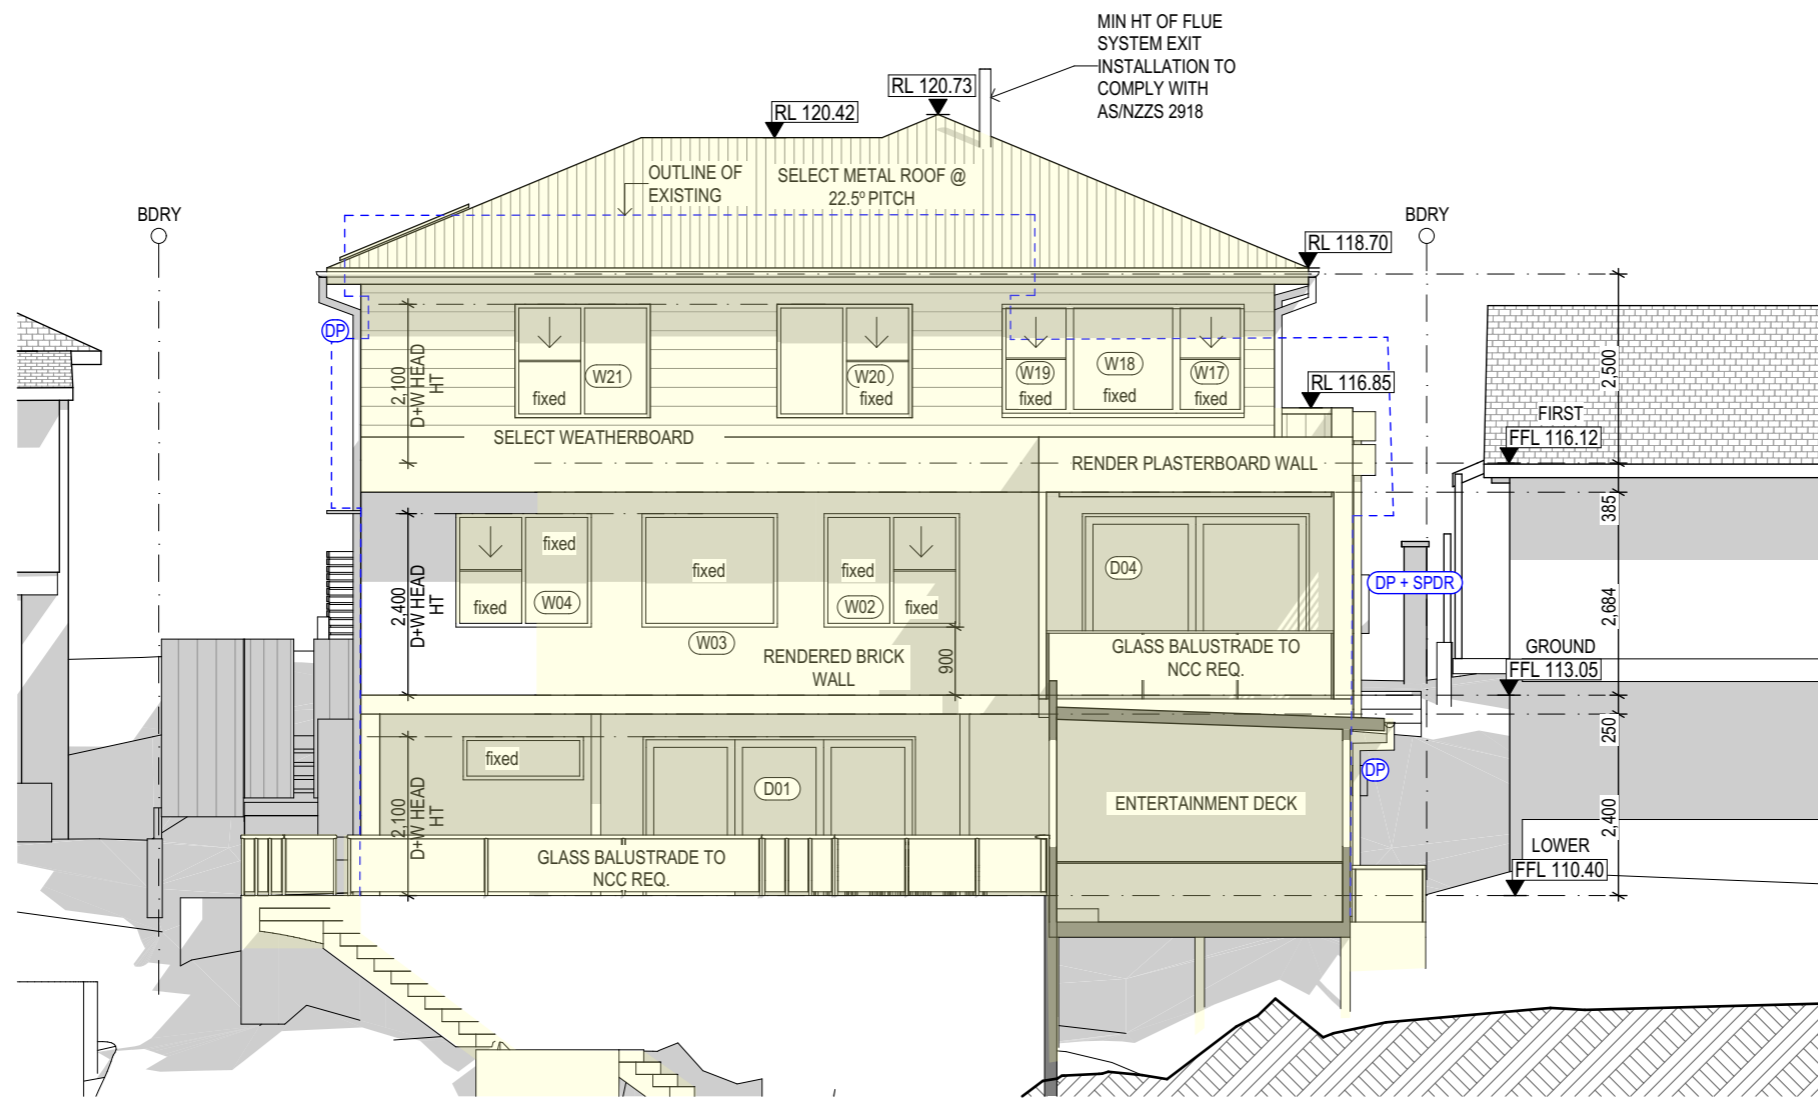 MIN HT OF FLUE
SYSTEM EXIT
INSTALLATION TO
COMPLY WITH
AS/NZZS 2918
RL 120.73
RL 120.42
OUTLINE OF
EXISTING
SELECT METAL ROOF @
22.5º PITCH
BDRY
BDRY
RL 118.70
DP
2,100
D+W HEAD
HT
W21
fixed
W20
fixed
W19
fixed
W18
fixed
W17
fixed
2,500
RL 116.85
FIRST
FFL 116.12
SELECT WEATHERBOARD
RENDER PLASTERBOARD WALL
385
2,400
D+W HEAD
HT
fixed
fixed
W04
fixed
W03
fixed
W02
fixed
D04
DP + SPDR
2,684
RENDERED BRICK
WALL
900
GLASS BALUSTRADE TO
NCC REQ.
GROUND
FFL 113.05
250
2,100
D+W HEAD
HT
fixed
D01
DP
ENTERTAINMENT DECK
2,400
GLASS BALUSTRADE TO
NCC REQ.
LOWER
FFL 110.40